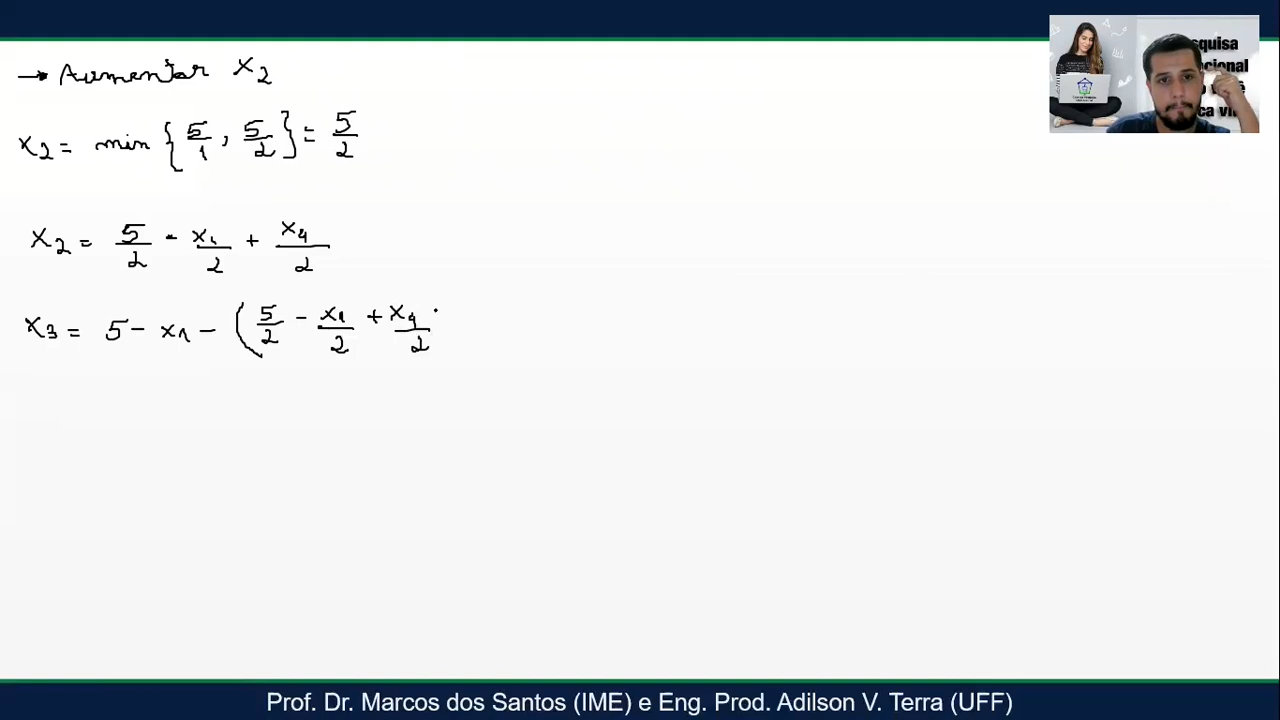 → Aumentar x₂
x₂ = min {5/1, 5/2} = 5/2
x₂ = 5/2 - x₁/2 + x₄/2
x₃ = 5 - x₁ - (5/2 - x₁/2 + x₄/2
Prof. Dr. Marcos dos Santos (IME) e Eng. Prod. Adilson V. Terra (UFF)